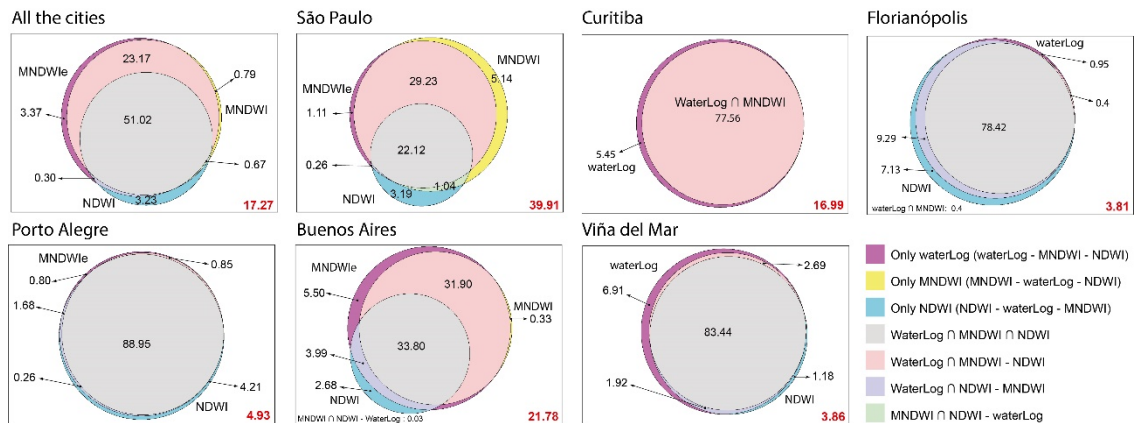 All the cities
MNDWIe
23.17
0.79
MNDWI
3.37
51.02
0.67
0.30
NDWI
3.23
17.27
São Paulo
MNDWI
5.14
MNDWIe
29.23
1.11
22.12
0.26
3.19
1.04
NDWI
39.91
Curitiba
WaterLog ∩ MNDWI
77.56
5.45
waterLog
16.99
Florianópolis
waterLog
0.95
0.4
78.42
9.29
7.13
NDWI
waterLog ∩ MNDWI: 0.4
3.81
Porto Alegre
MNDWIe
0.80
0.85
1.68
88.95
0.26
4.21
NDWI
4.93
Buenos Aires
MNDWIe
5.50
31.90
MNDWI
0.33
33.80
3.99
2.68
NDWI
MNDWI ∩ NDWI - WaterLog : 0.03
21.78
Viña del Mar
waterLog
2.69
6.91
83.44
1.92
1.18
NDWI
3.86
Only waterLog (waterLog - MNDWI - NDWI)
Only MNDWI (MNDWI - waterLog - NDWI)
Only NDWI (NDWI - waterLog - MNDWI)
WaterLog ∩ MNDWI ∩ NDWI
WaterLog ∩ MNDWI - NDWI
WaterLog ∩ NDWI - MNDWI
MNDWI ∩ NDWI - waterLog